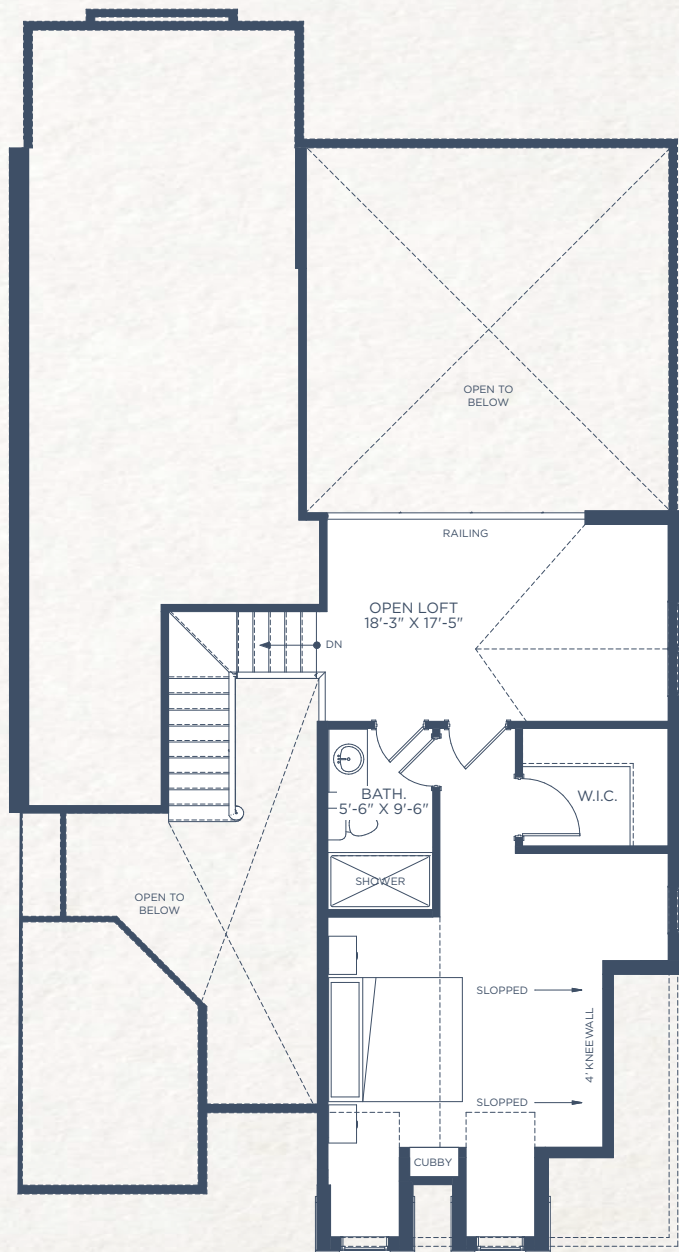 OPEN TO
BELOW
RAILING
OPEN LOFT
18'-3" X 17'-5"
DN
BATH.
5'-6" X 9'-6"
W.I.C.
SHOWER
OPEN TO
BELOW
SLOPPED
4' KNEEWALL
SLOPPED
CUBBY